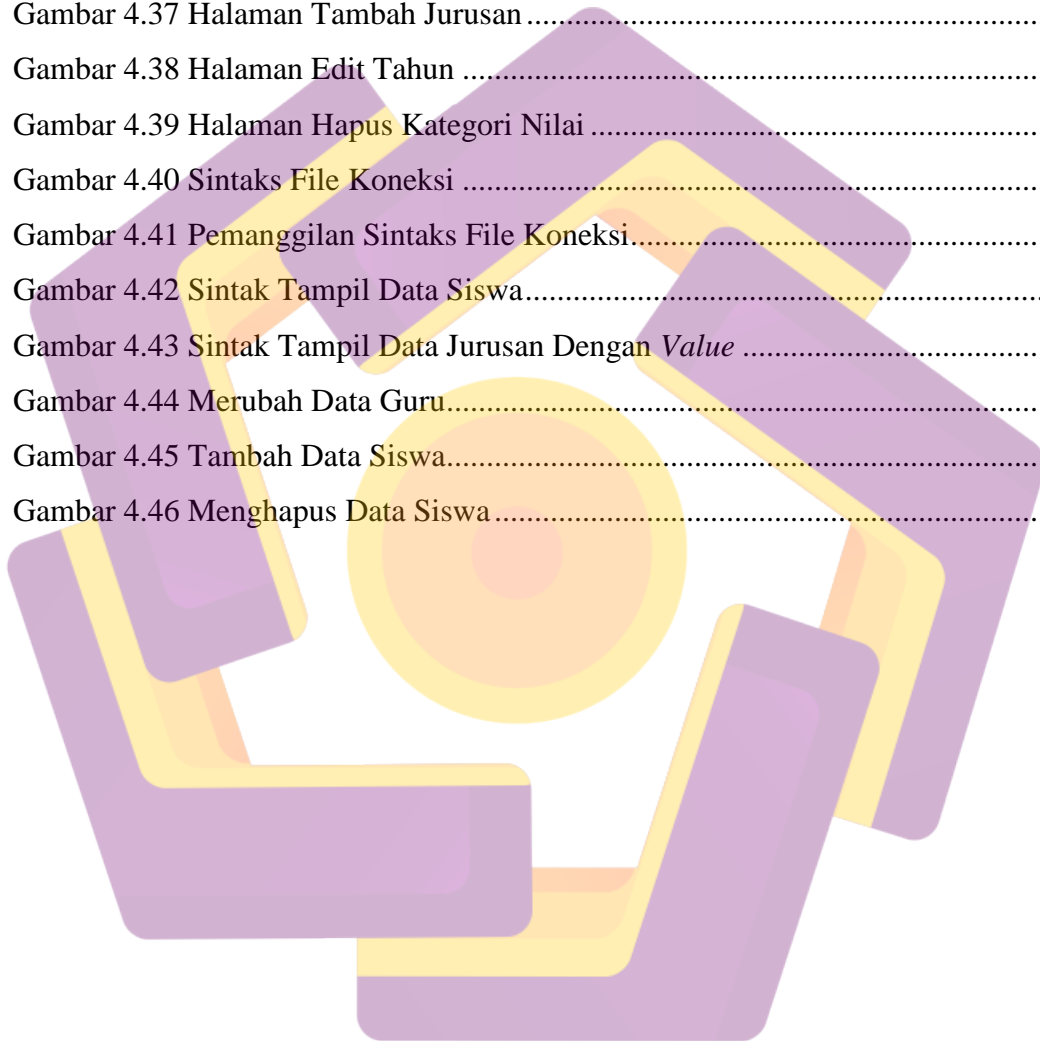 Gambar 4.37 Halaman Tambah Jurusan ................................................................
Gambar 4.38 Halaman Edit Tahun ........................................................................
Gambar 4.39 Halaman Hapus Kategori Nilai .......................................................
Gambar 4.40 Sintaks File Koneksi ........................................................................
Gambar 4.41 Pemanggilan Sintaks File Koneksi..................................................
Gambar 4.42 Sintak Tampil Data Siswa................................................................
Gambar 4.43 Sintak Tampil Data Jurusan Dengan Value ....................................
Gambar 4.44 Merubah Data Guru..........................................................................
Gambar 4.45 Tambah Data Siswa..........................................................................
Gambar 4.46 Menghapus Data Siswa ....................................................................